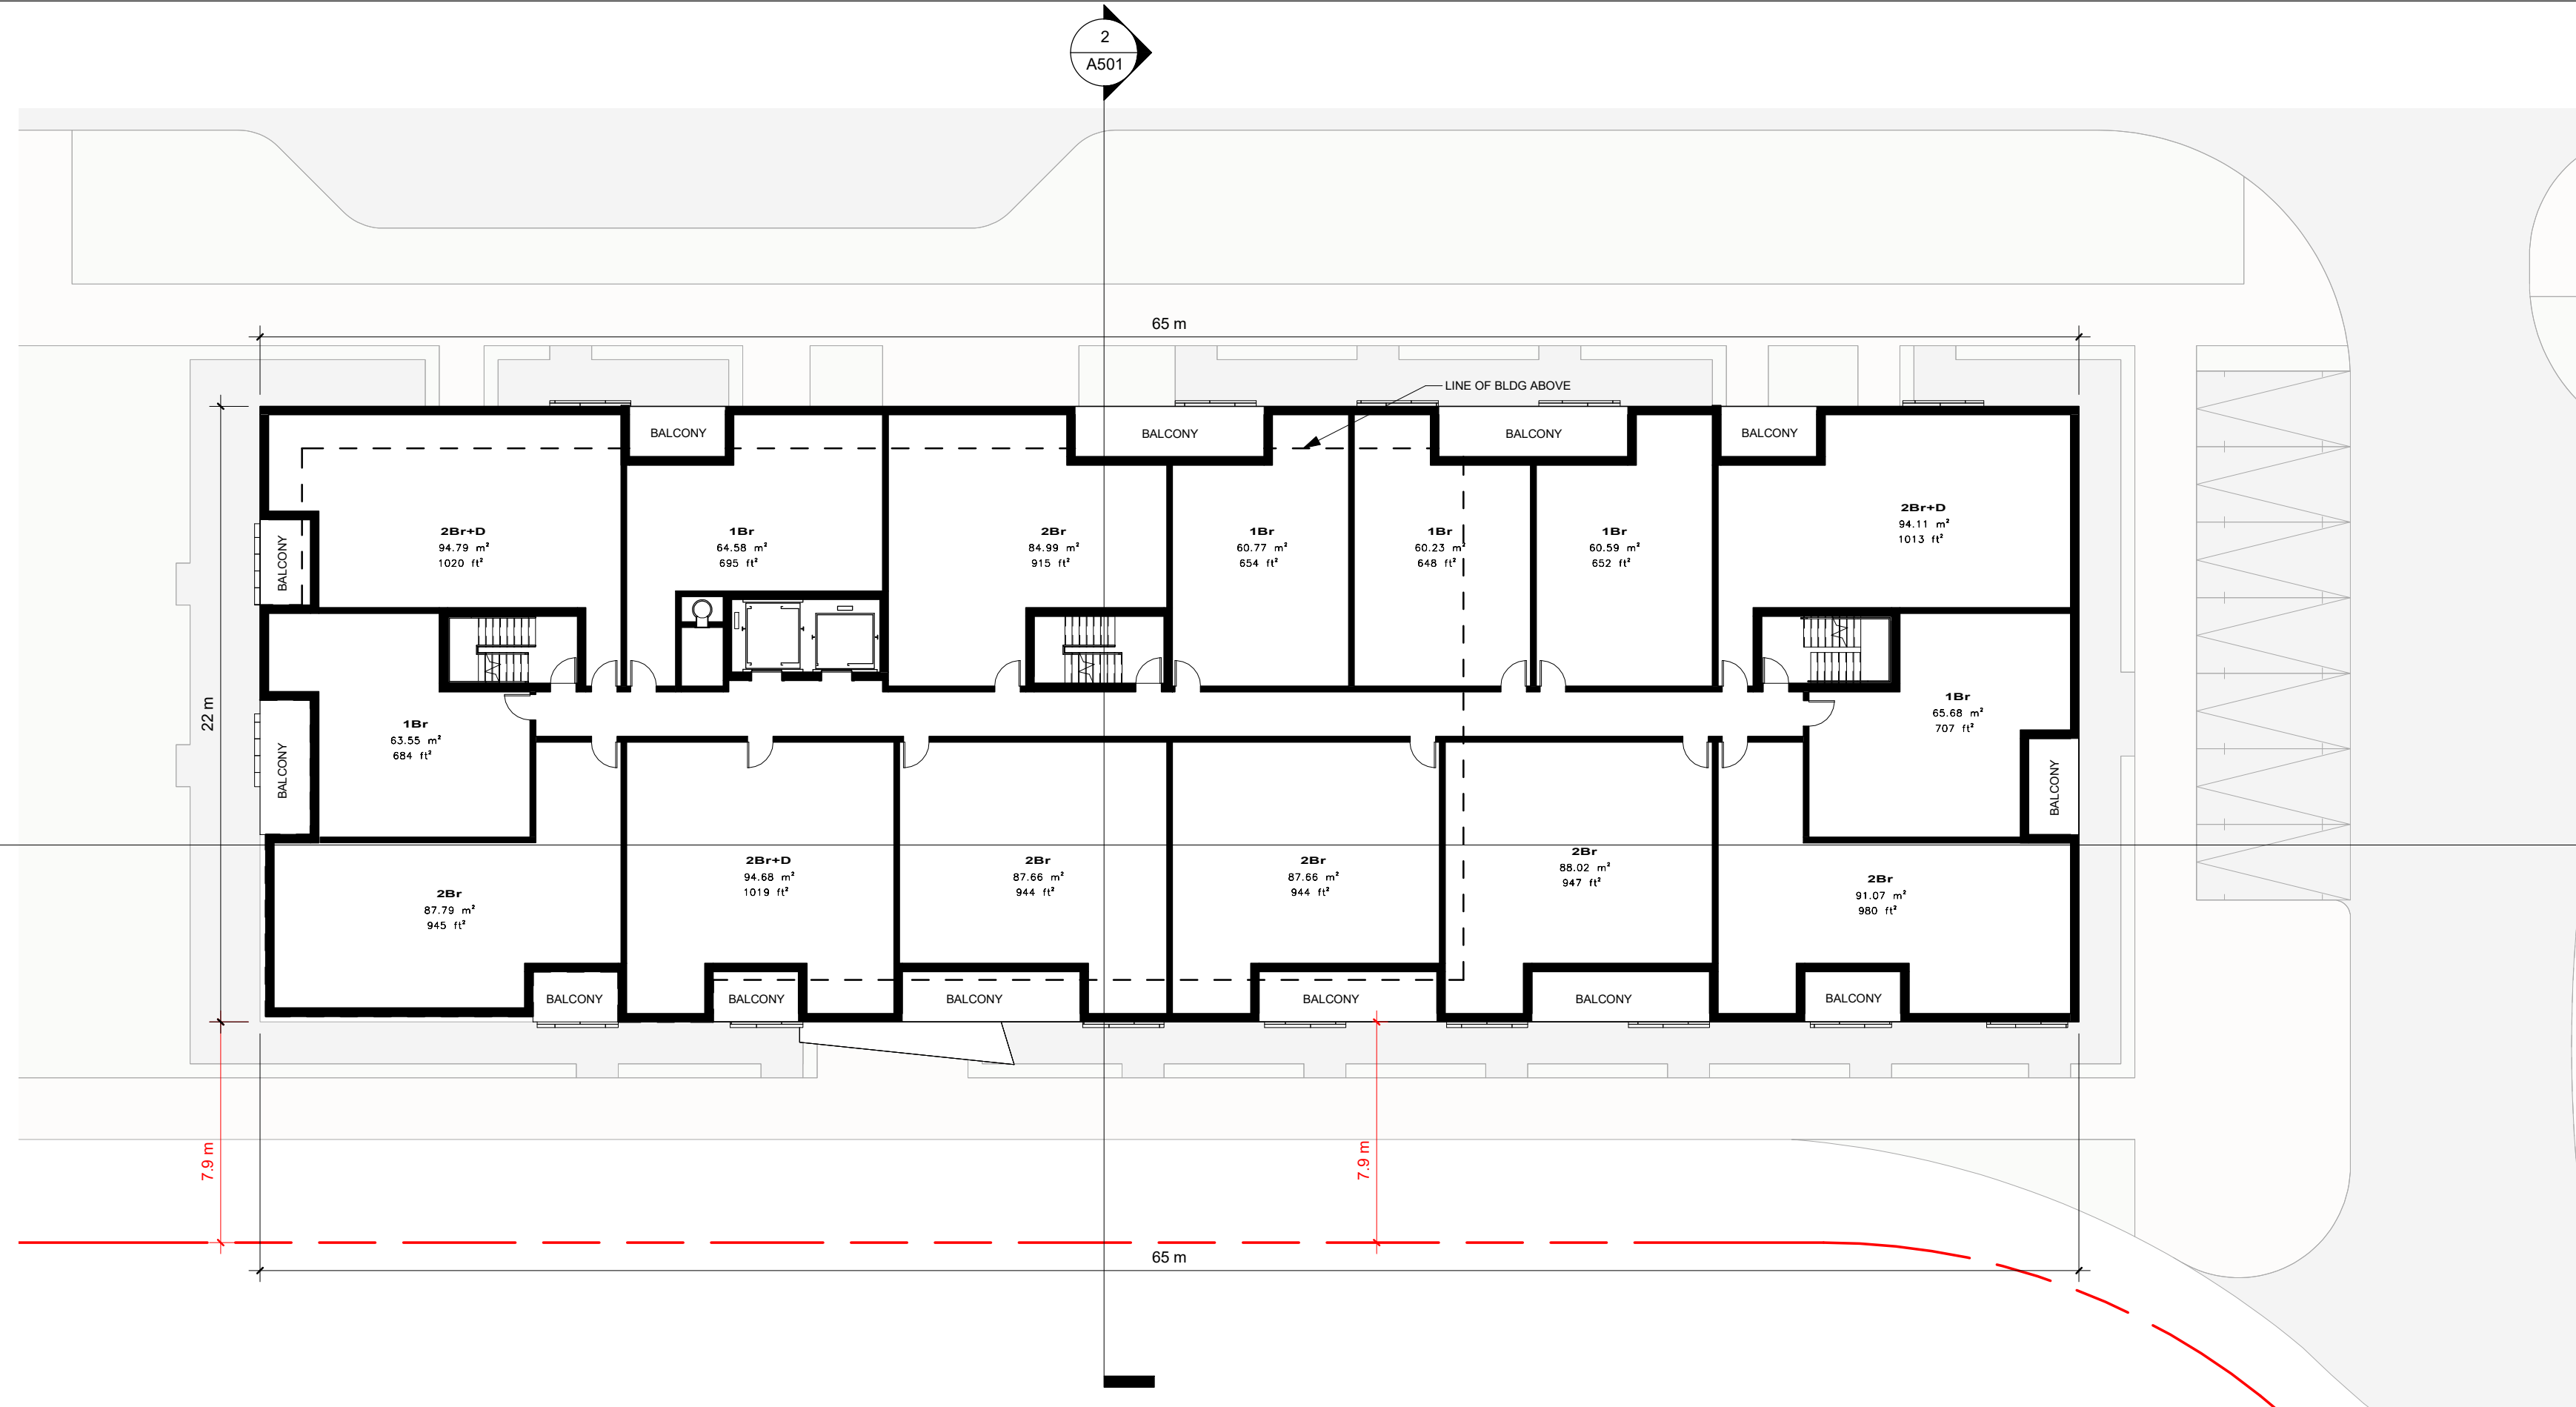 2
A501
65 m
LINE OF BLDG ABOVE
BALCONY
BALCONY
BALCONY
BALCONY
2Br+D
94.79 m²
1020 ft²
1Br
64.58 m²
695 ft²
2Br
84.99 m²
915 ft²
1Br
60.77 m²
654 ft²
1Br
60.23 m²
648 ft²
1Br
60.59 m²
652 ft²
2Br+D
94.11 m²
1013 ft²
BALCONY
22 m
1Br
63.55 m²
684 ft²
1Br
65.68 m²
707 ft²
BALCONY
BALCONY
2Br
87.79 m²
945 ft²
2Br+D
94.68 m²
1019 ft²
2Br
87.66 m²
944 ft²
2Br
87.66 m²
944 ft²
2Br
88.02 m²
947 ft²
2Br
91.07 m²
980 ft²
BALCONY
BALCONY
BALCONY
BALCONY
BALCONY
BALCONY
7.9 m
7.9 m
65 m